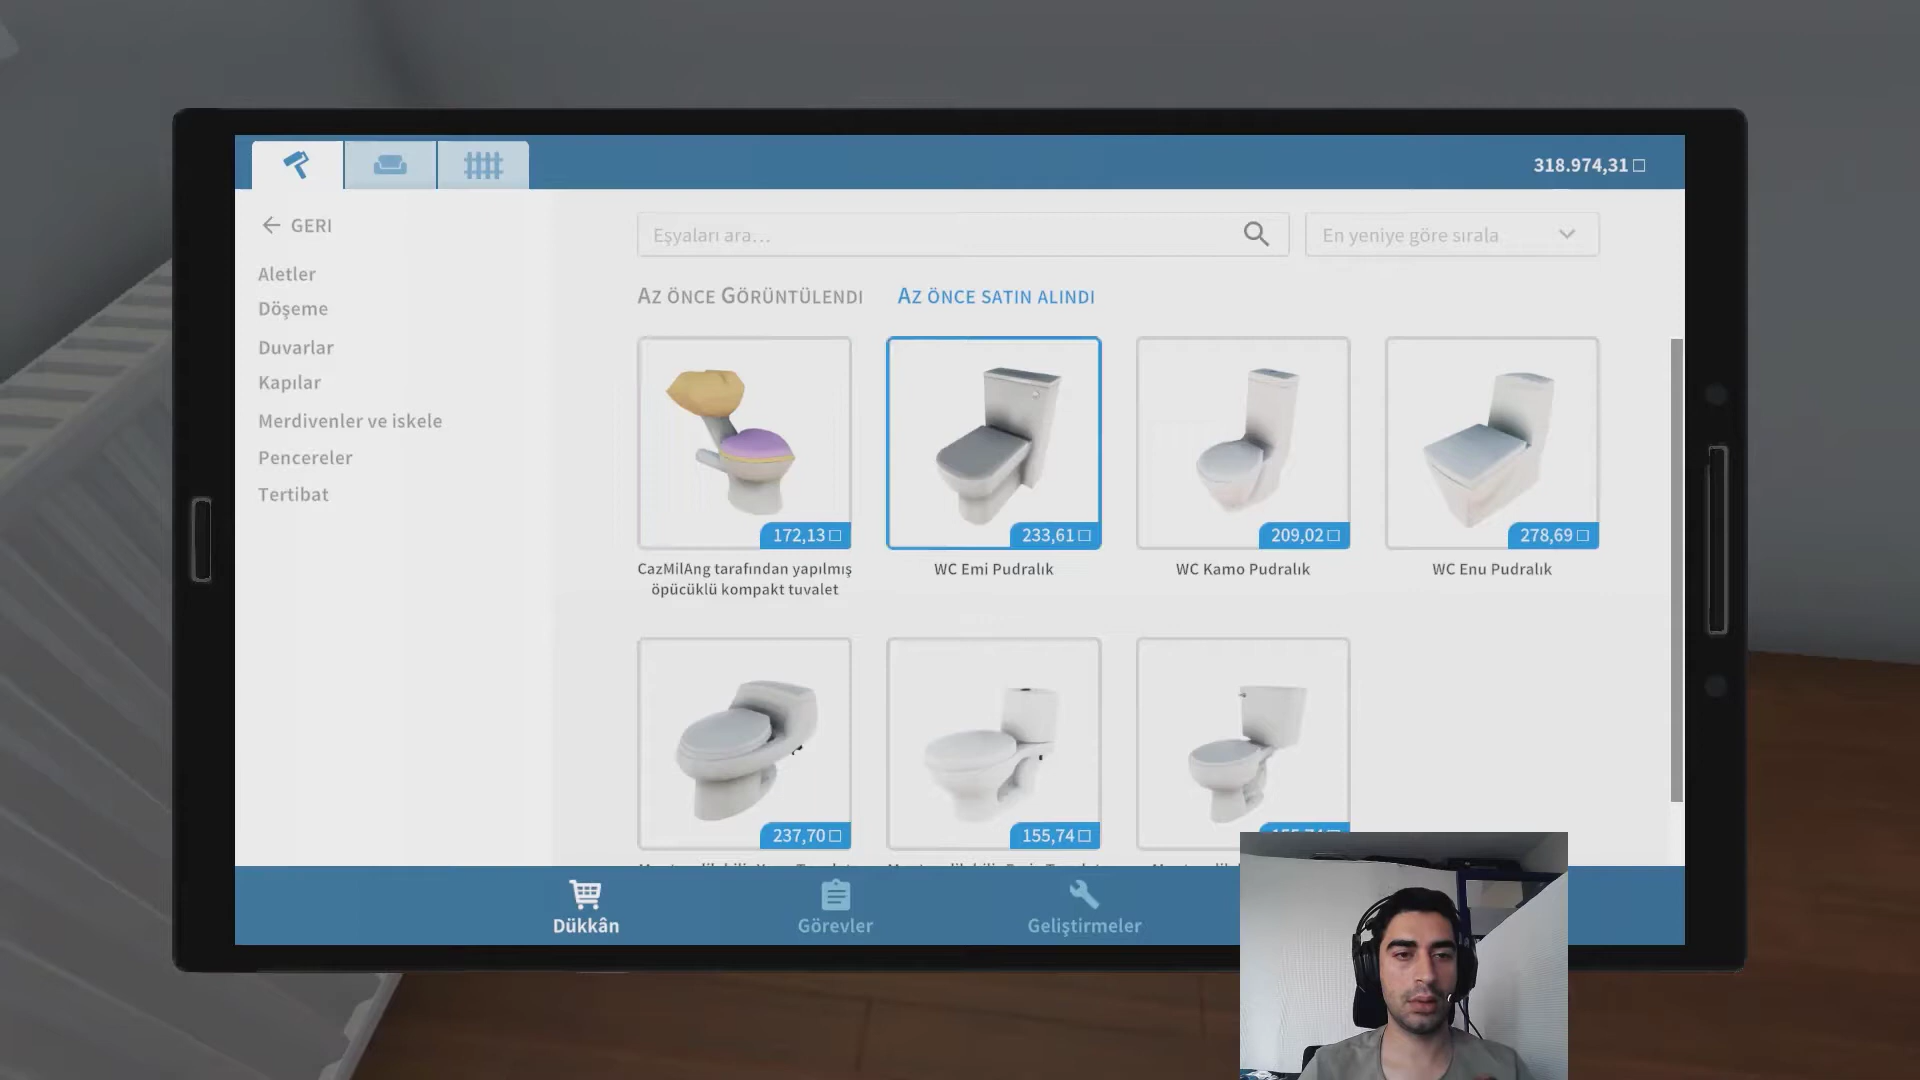 318.974,31
GERI
Eşyaları ara...
En yeniye göre sırala
Aletler
Döşeme
Duvarlar
Kapılar
Merdivenler ve iskele
Pencereler
Tertibat
AZ ÖNCE GÖRÜNTÜLENDI
AZ ÖNCE SATIN ALINDI
172,13
233,61
209,02
278,69
CazMilAng tarafından yapılmış
öpücüklü kompakt tuvalet
WC Emi Pudralık
WC Kamo Pudralık
WC Enu Pudralık
237,70
155,74
Dükkân
Görevler
Geliştirmeler